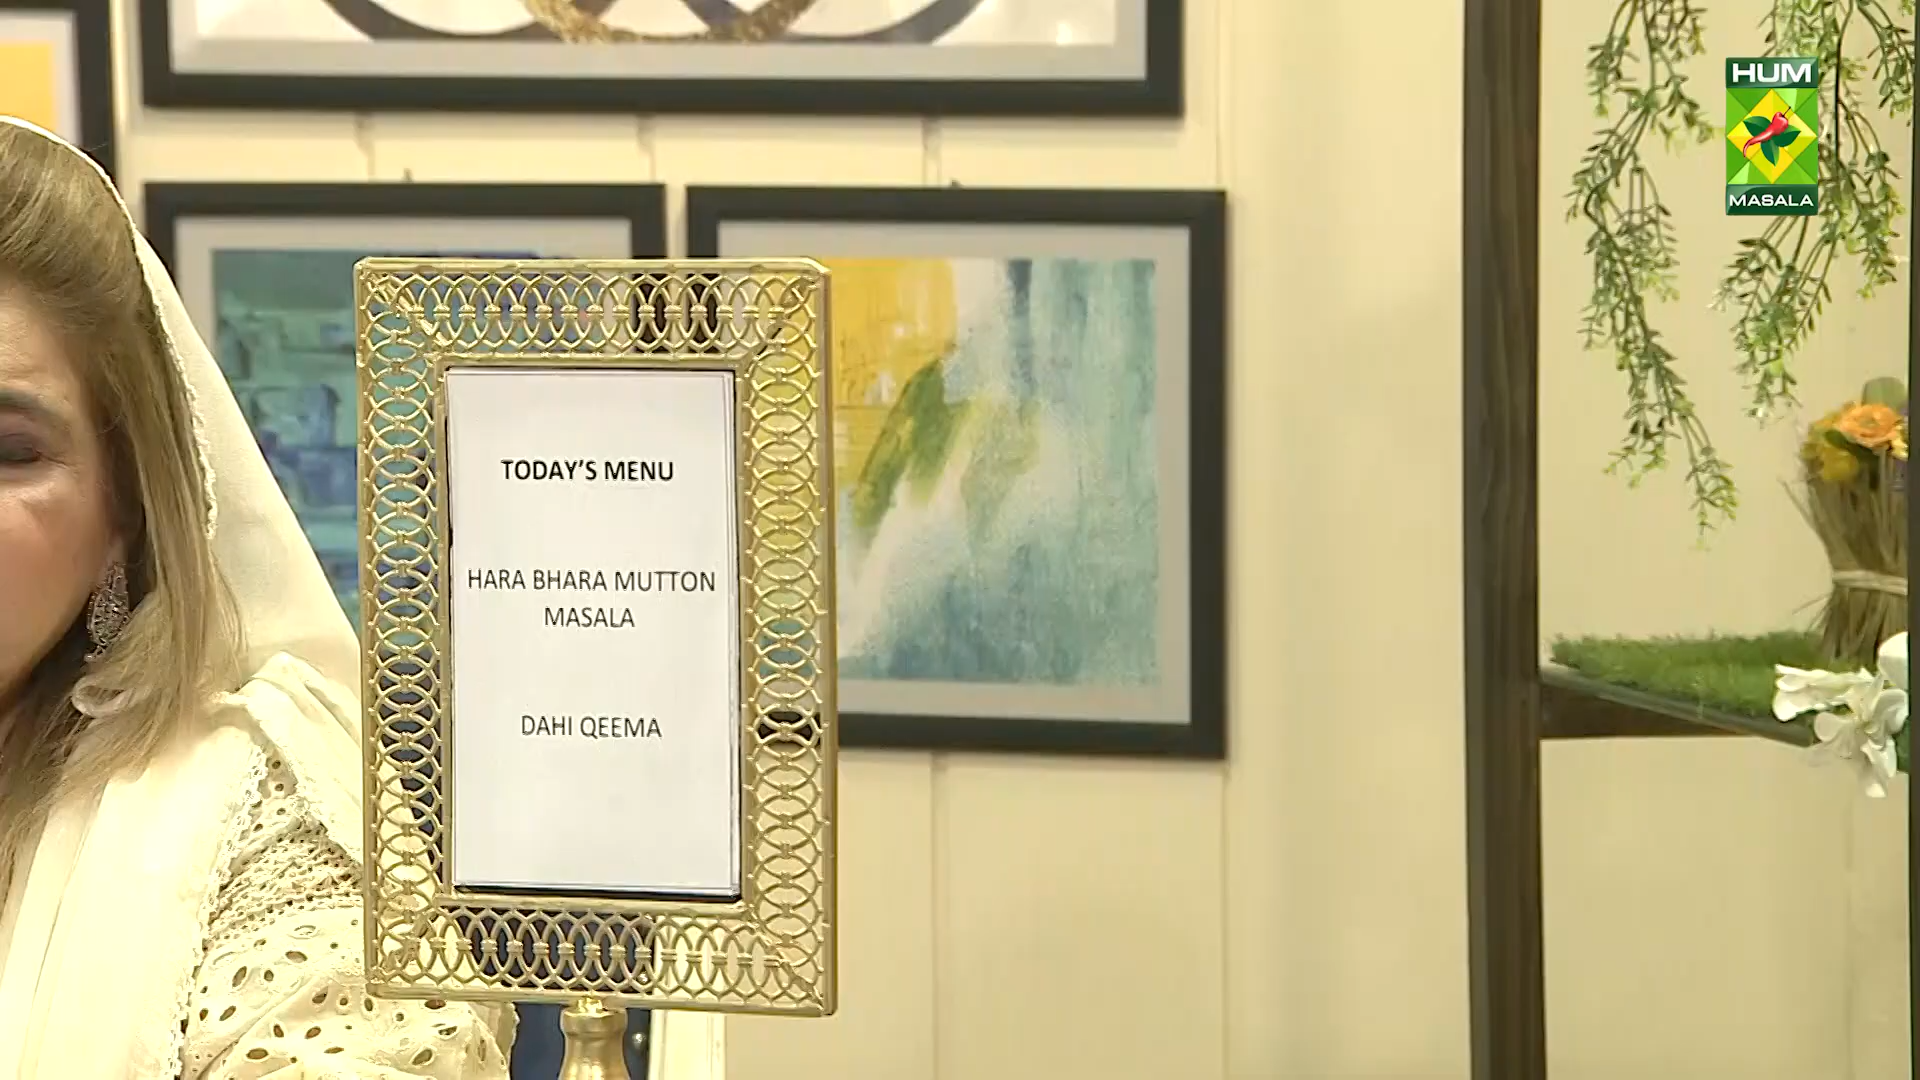 HUM
MASALA
TODAY'S MENU
HARA BHARA MUTTON
MASALA
DAHI QEEMA